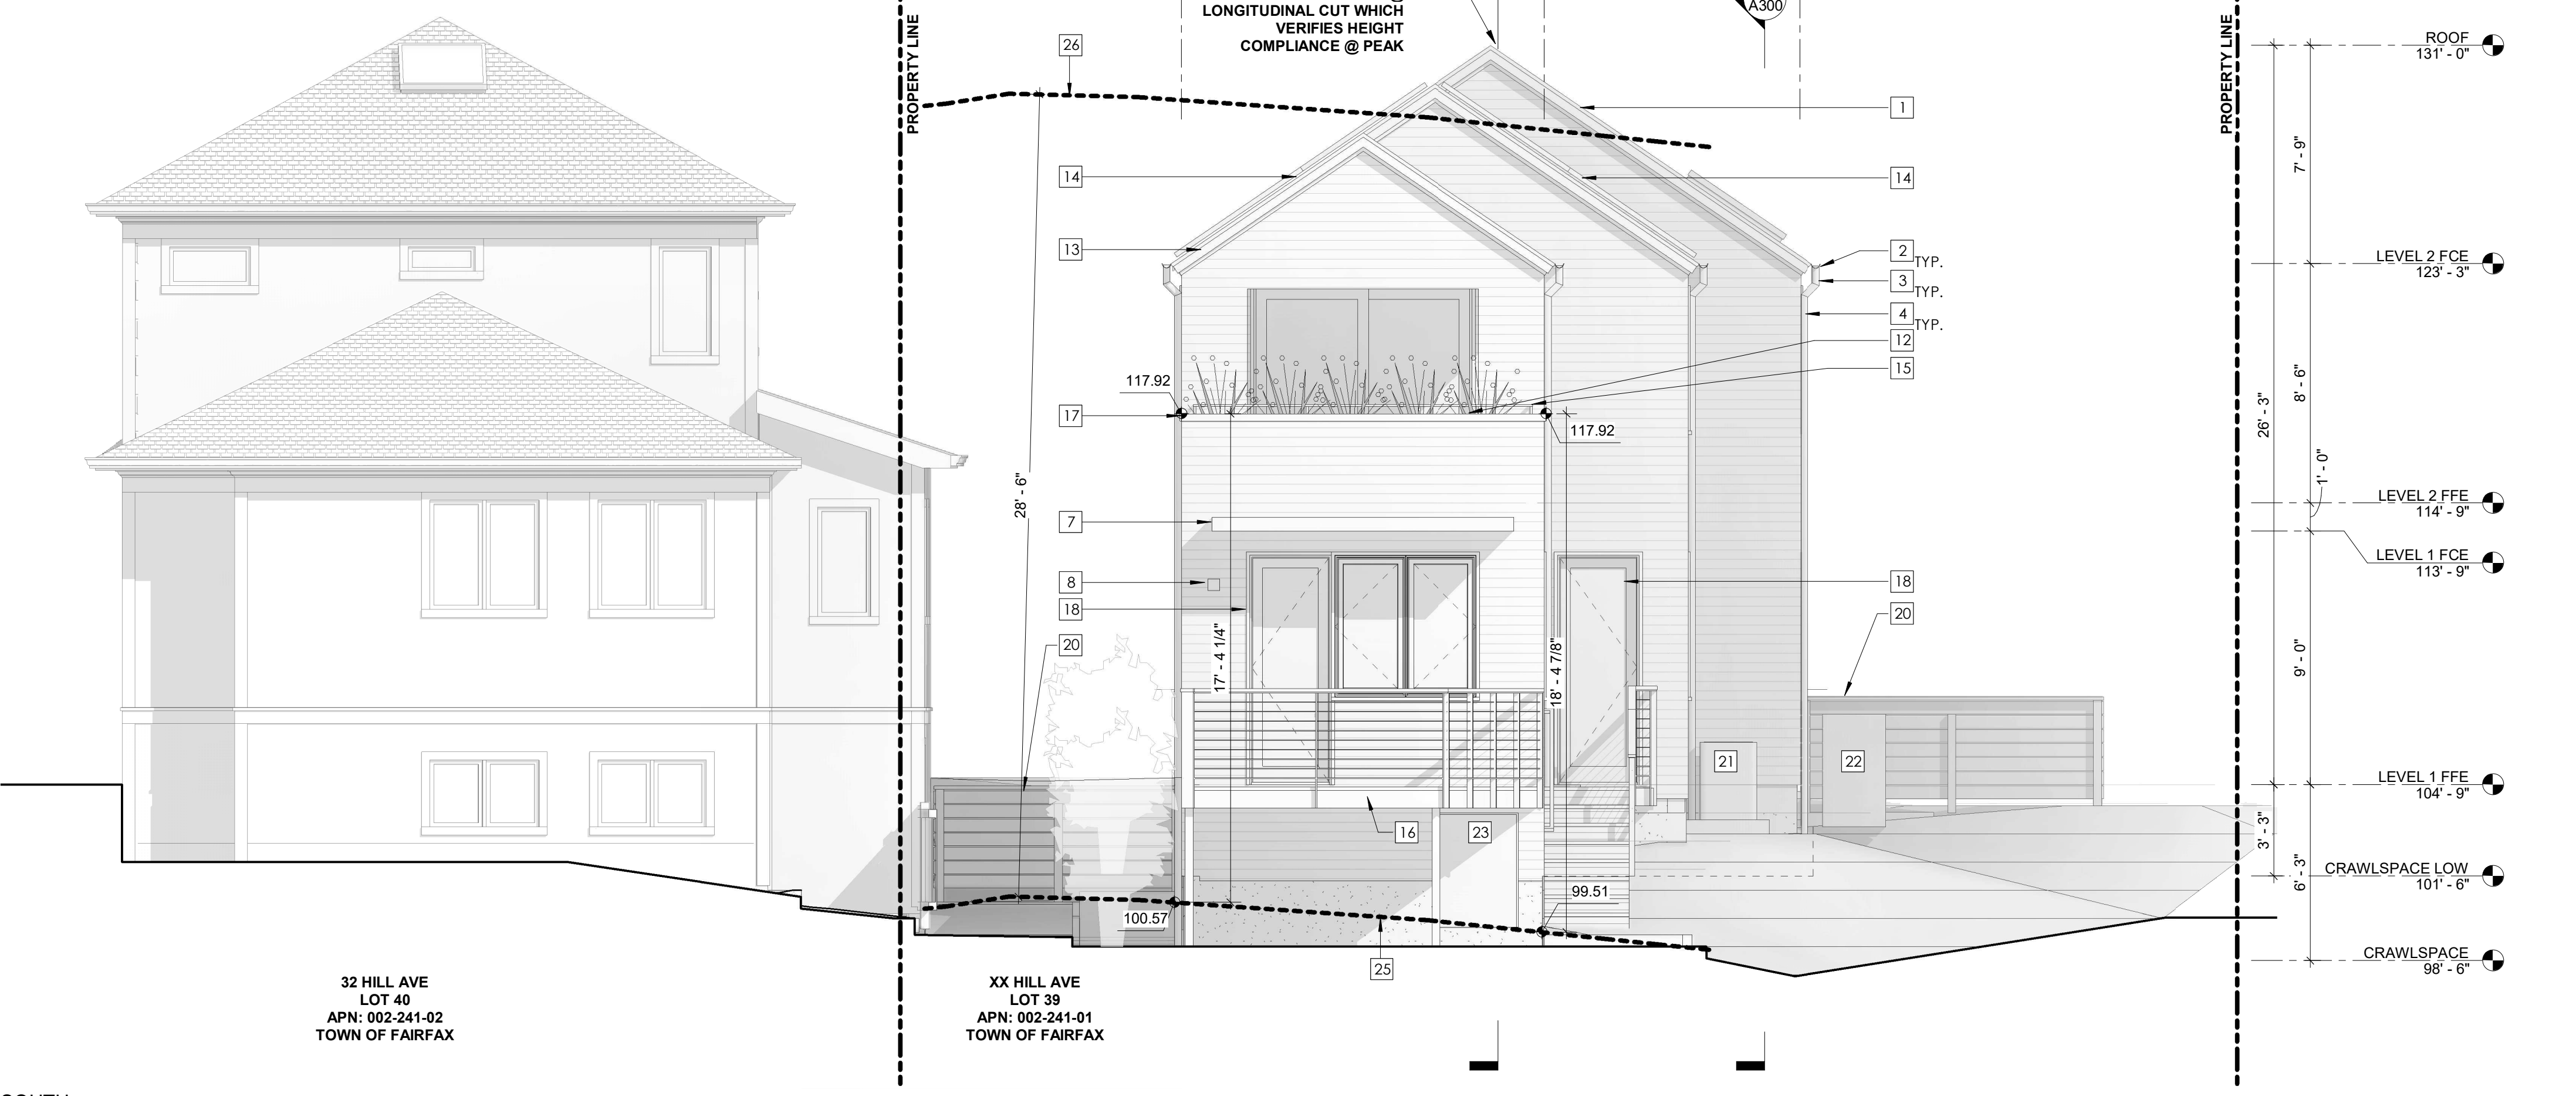 LONGITUDINAL CUT WHICH
VERIFIES HEIGHT
COMPLIANCE @ PEAK
A300
PROPERTY LINE
PROPERTY LINE
26
1
14
14
13
2 TYP.
3 TYP.
4 TYP.
12
15
117.92
17
117.92
28' - 6"
7
8
18
18
20
20
17' - 4 1/4"
18' - 4 7/8"
21
22
16
23
99.51
100.57
25
ROOF
131' - 0"
7' - 9"
LEVEL 2 FCE
123' - 3"
8' - 6"
26' - 3"
1' - 0"
LEVEL 2 FFE
114' - 9"
LEVEL 1 FCE
113' - 9"
9' - 0"
LEVEL 1 FFE
104' - 9"
3' - 3"
6' - 3"
CRAWLSPACE LOW
101' - 6"
CRAWLSPACE
98' - 6"
32 HILL AVE
LOT 40
APN: 002-241-02
TOWN OF FAIRFAX
XX HILL AVE
LOT 39
APN: 002-241-01
TOWN OF FAIRFAX